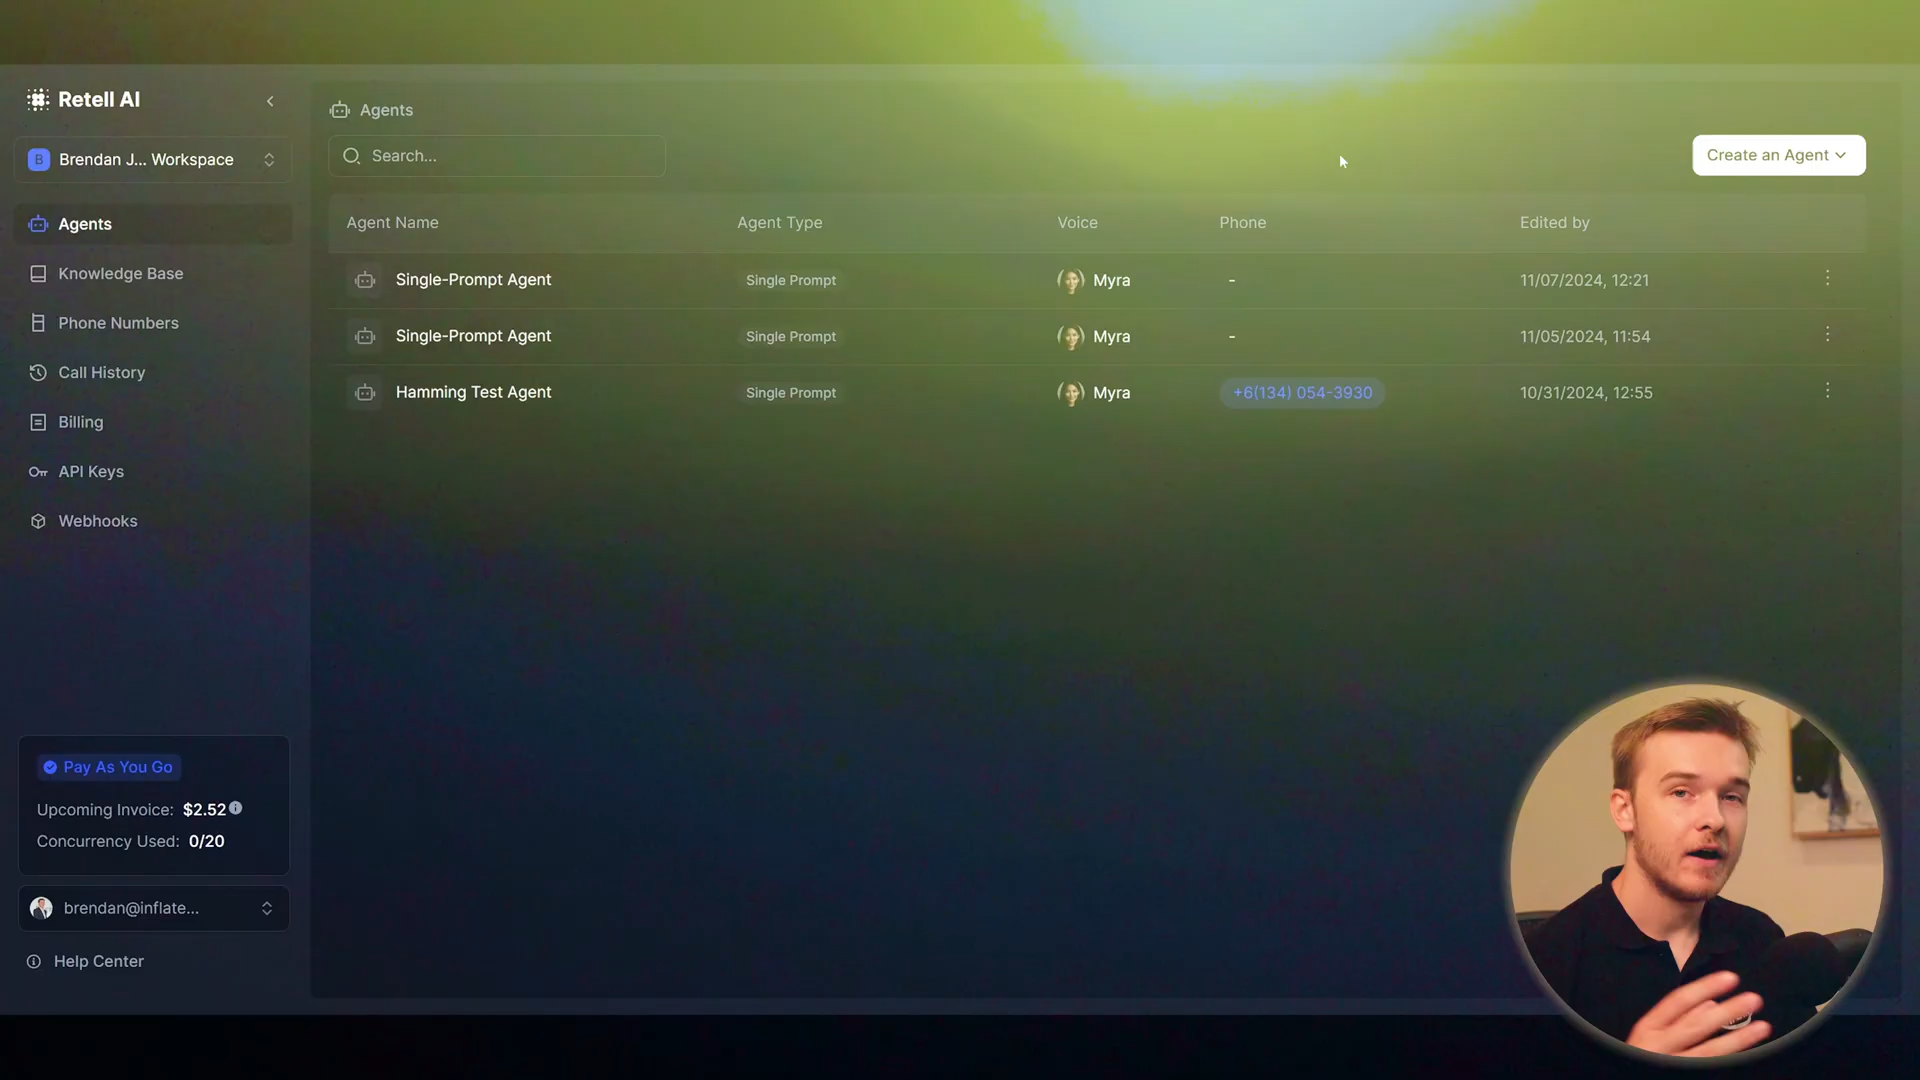 Retell AI
B Brendan J... Workspace
Agents
Knowledge Base
Phone Numbers
Call History
Billing
API Keys
Webhooks
Pay As You Go
Upcoming Invoice: $2.52
Concurrency Used: 0/20
brendan@inflate...
Help Center
Agents
Search...
Create an Agent
Agent Name Agent Type Voice Phone Edited by
Single-Prompt Agent Single Prompt Myra - 11/07/2024, 12:21
Single-Prompt Agent Single Prompt Myra - 11/05/2024, 11:54
Hamming Test Agent Single Prompt Myra +6(134) 054-3930 10/31/2024, 12:55